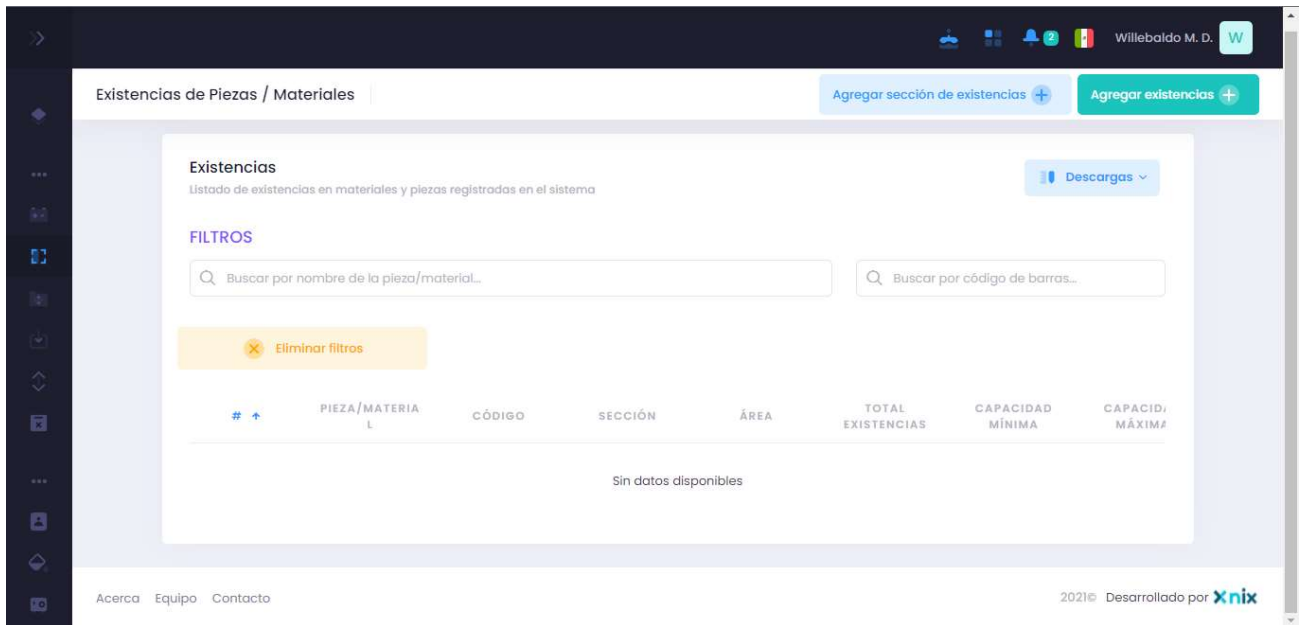 2
Willebaldo M. D.
W
Existencias de Piezas / Materiales
Agregar sección de existencias
Agregar existencias
Existencias
Listado de existencias en materiales y piezas registradas en el sistema
Descargas
FILTROS
Buscar por nombre de la pieza/material...
Buscar por código de barras...
Eliminar filtros
# PIEZA/MATERIA CÓDIGO SECCIÓN ÁREA TOTAL CAPACIDAD CAPACID
L EXISTENCIAS MÍNIMA MÁXIMA
Sin datos disponibles
Acerca Equipo Contacto
2021© Desarrollado por Xnix